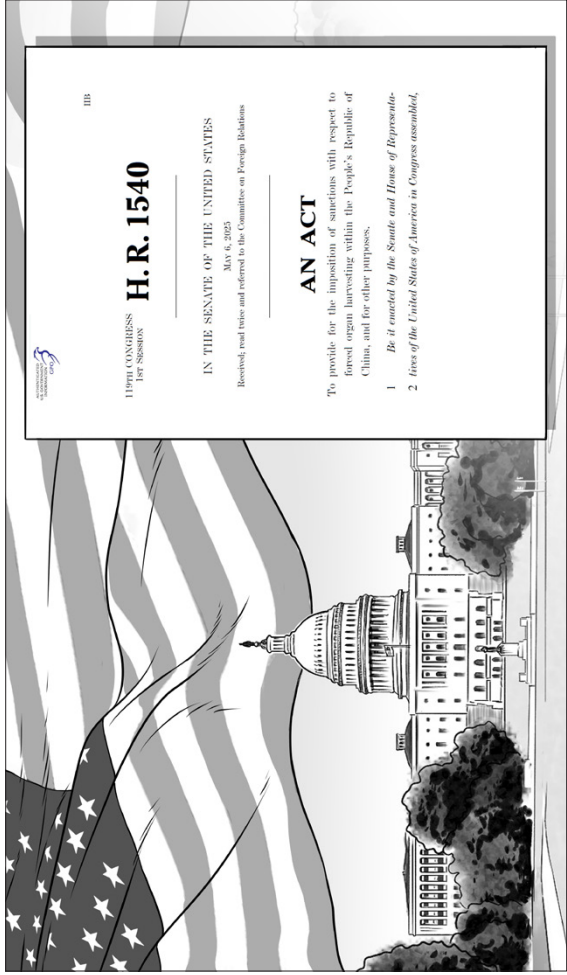 IIB
119TH CONGRESS
1ST SESSION
H. R. 1540
IN THE SENATE OF THE UNITED STATES
MAY 6, 2025
Received; read twice and referred to the Committee on Foreign Relations
AN ACT
To provide for the imposition of sanctions with respect to
forced organ harvesting within the People's Republic of
China, and for other purposes.
1 Be it enacted by the Senate and House of Representa-
2 tives of the United States of America in Congress assembled,
GPO